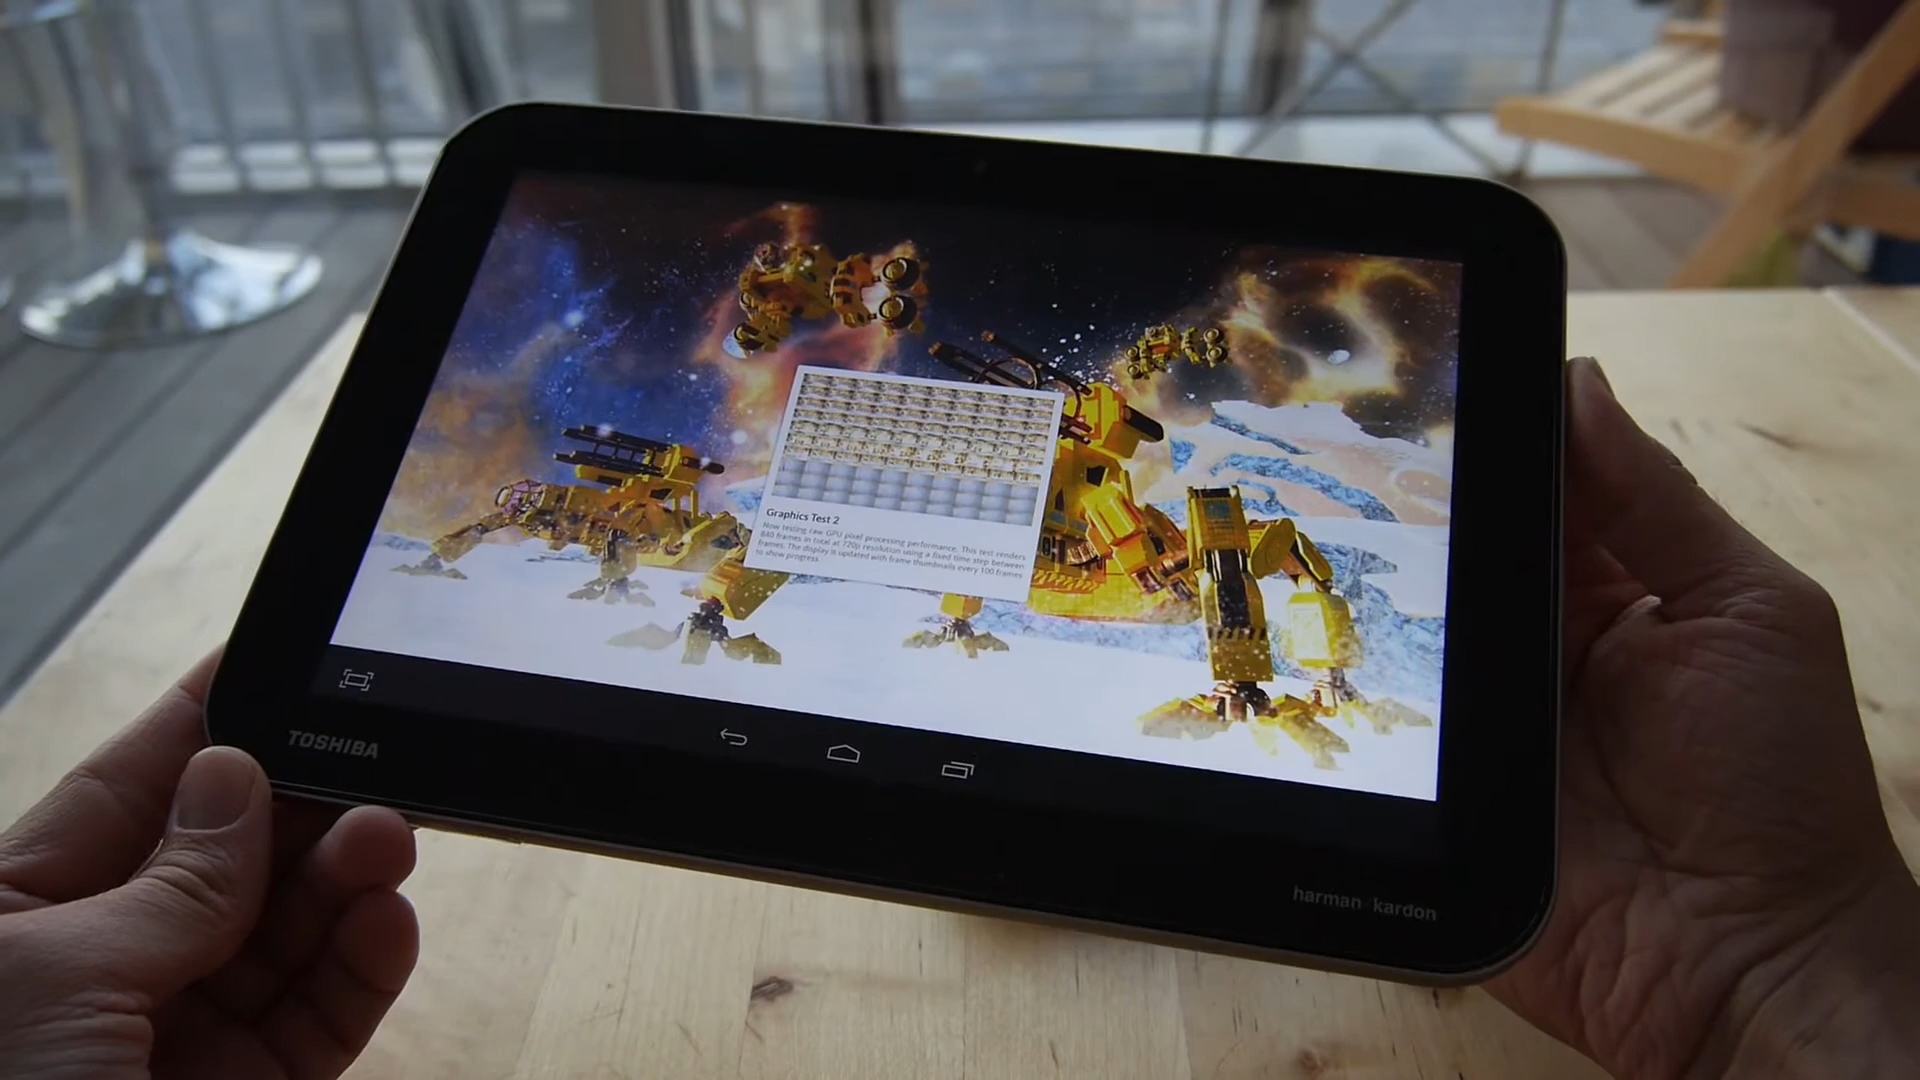 Graphics Test 2
Now testing raw GPU pixel processing performance. This test renders
840 frames in total at 720p resolution using a fixed time step between
frames. The display is updated with frame thumbnails every 100 frames
to show progress.
TOSHIBA
harman/kardon